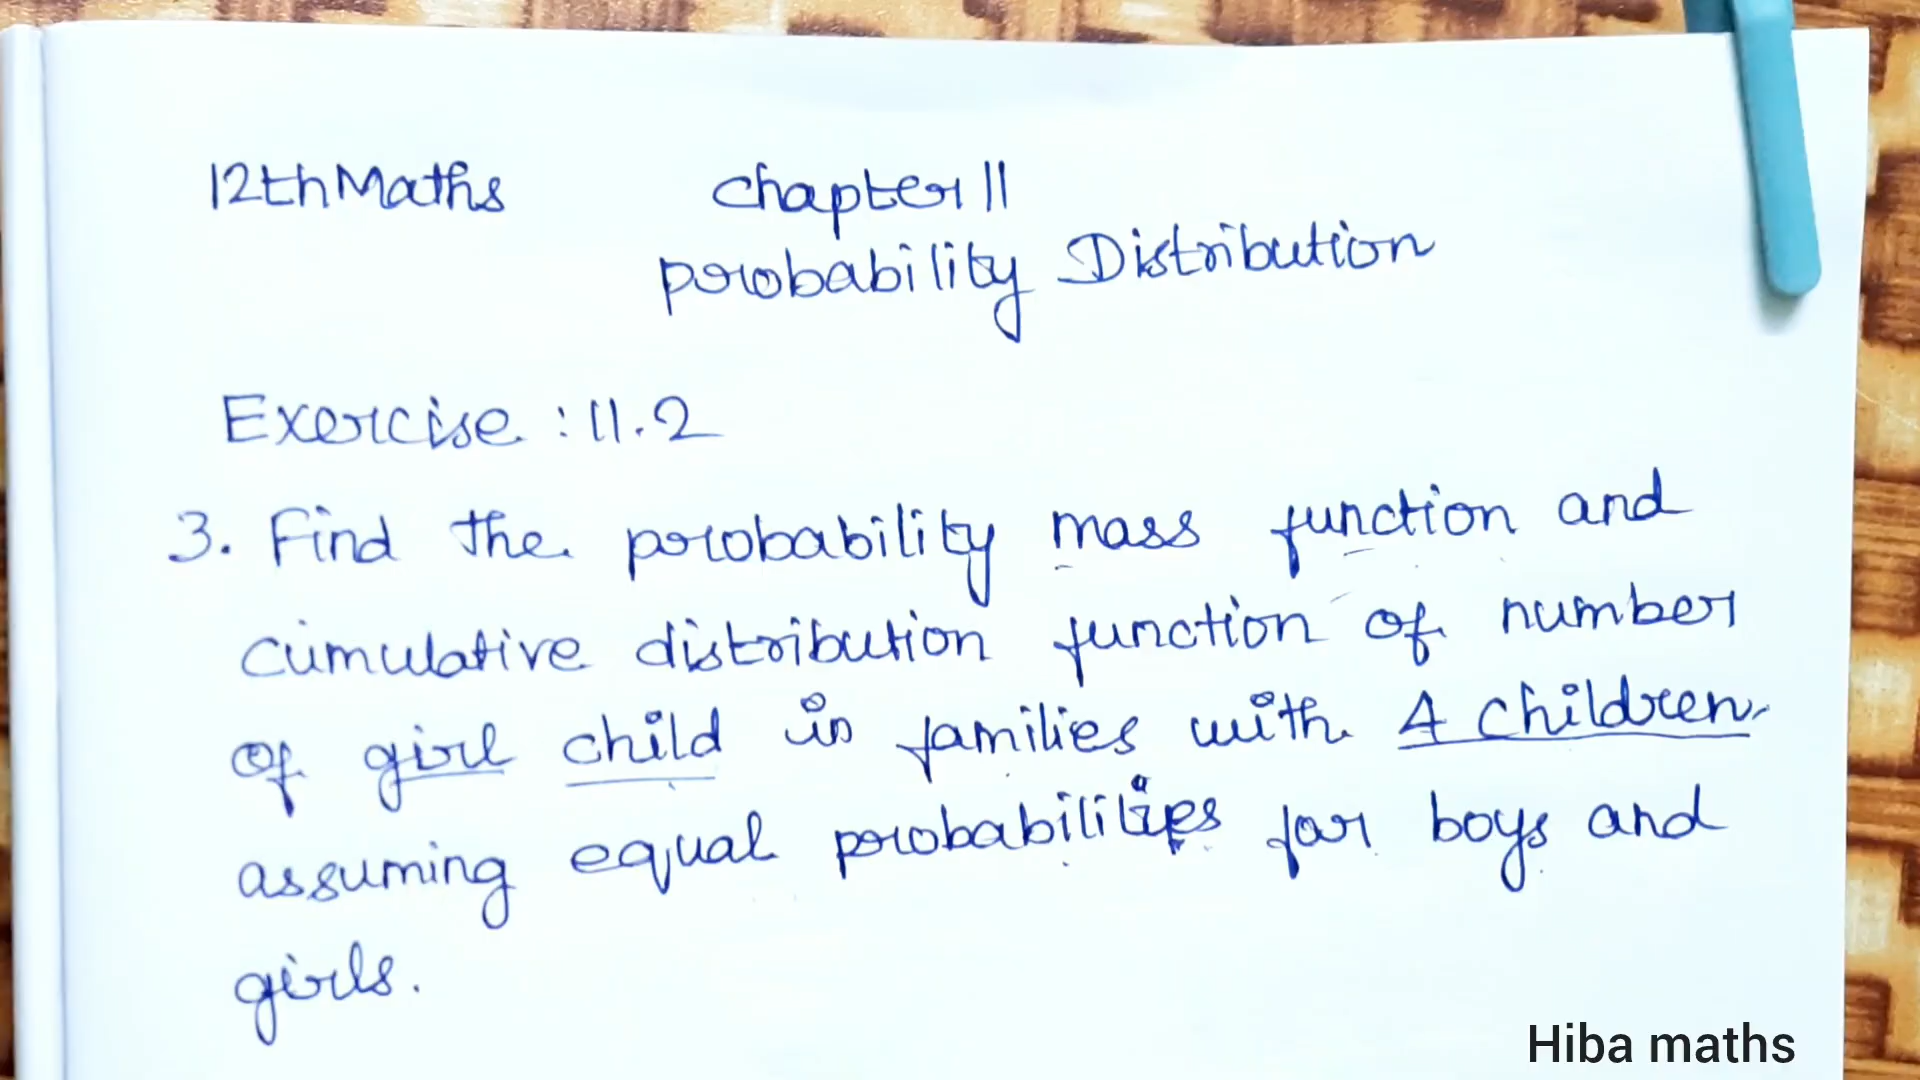 12th Maths
Chapter 11
probability Distribution
Exercise : 11.2
3. Find the probability mass function and
cumulative distribution function of number
of girl child in families with 4 children
assuming equal probabilities for boys and
girls.
Hiba maths